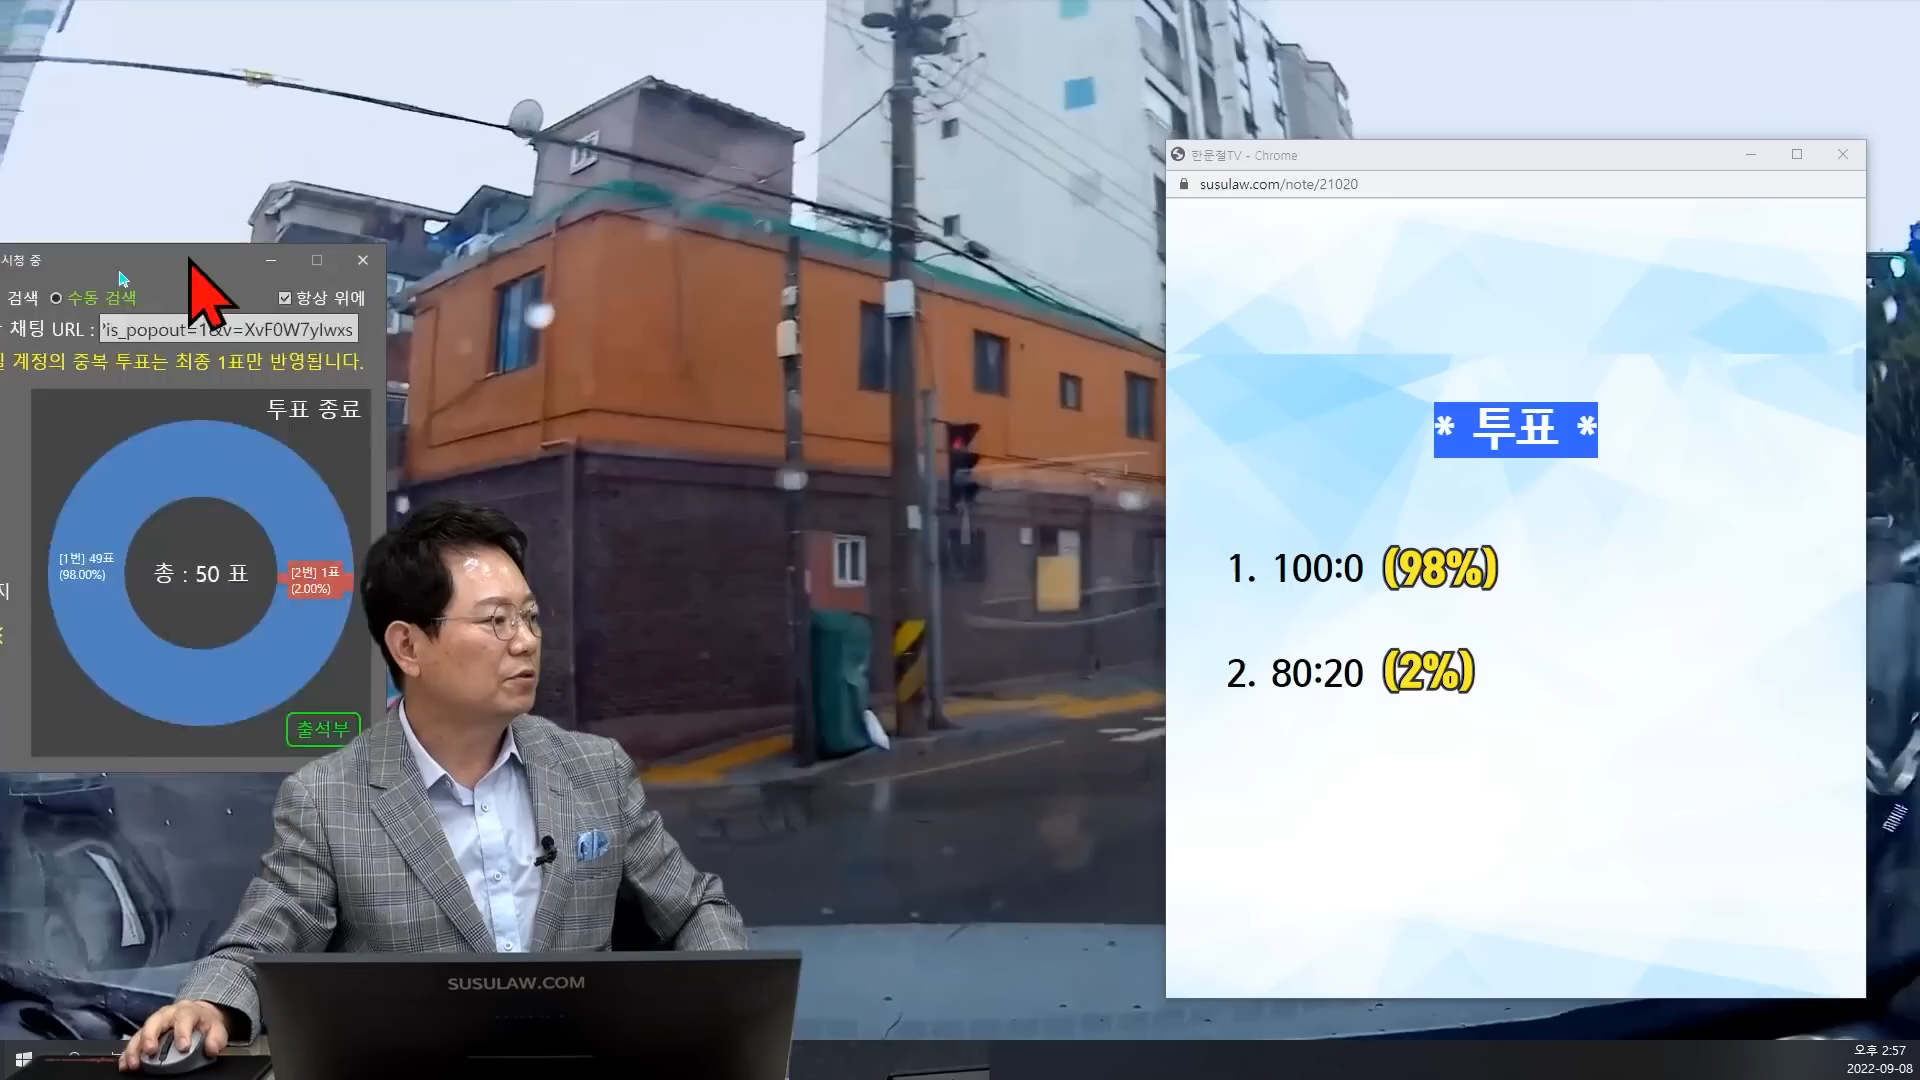 시청 중
검색 수동 검색 항상 위에
채팅 URL : is_popout=1&v=XvF0W7yIwxs
계정의 중복 투표는 최종 1표만 반영됩니다.
투표 종료
[1번] 49표
(98.00%)
총 : 50 표
[2번] 1표
(2.00%)
지
출석부
SUSULAW.COM
한문철TV - Chrome
susulaw.com/note/21020
* 투표 *
1. 100:0 (98%)
2. 80:20 (2%)
오후 2:57
2022-09-08